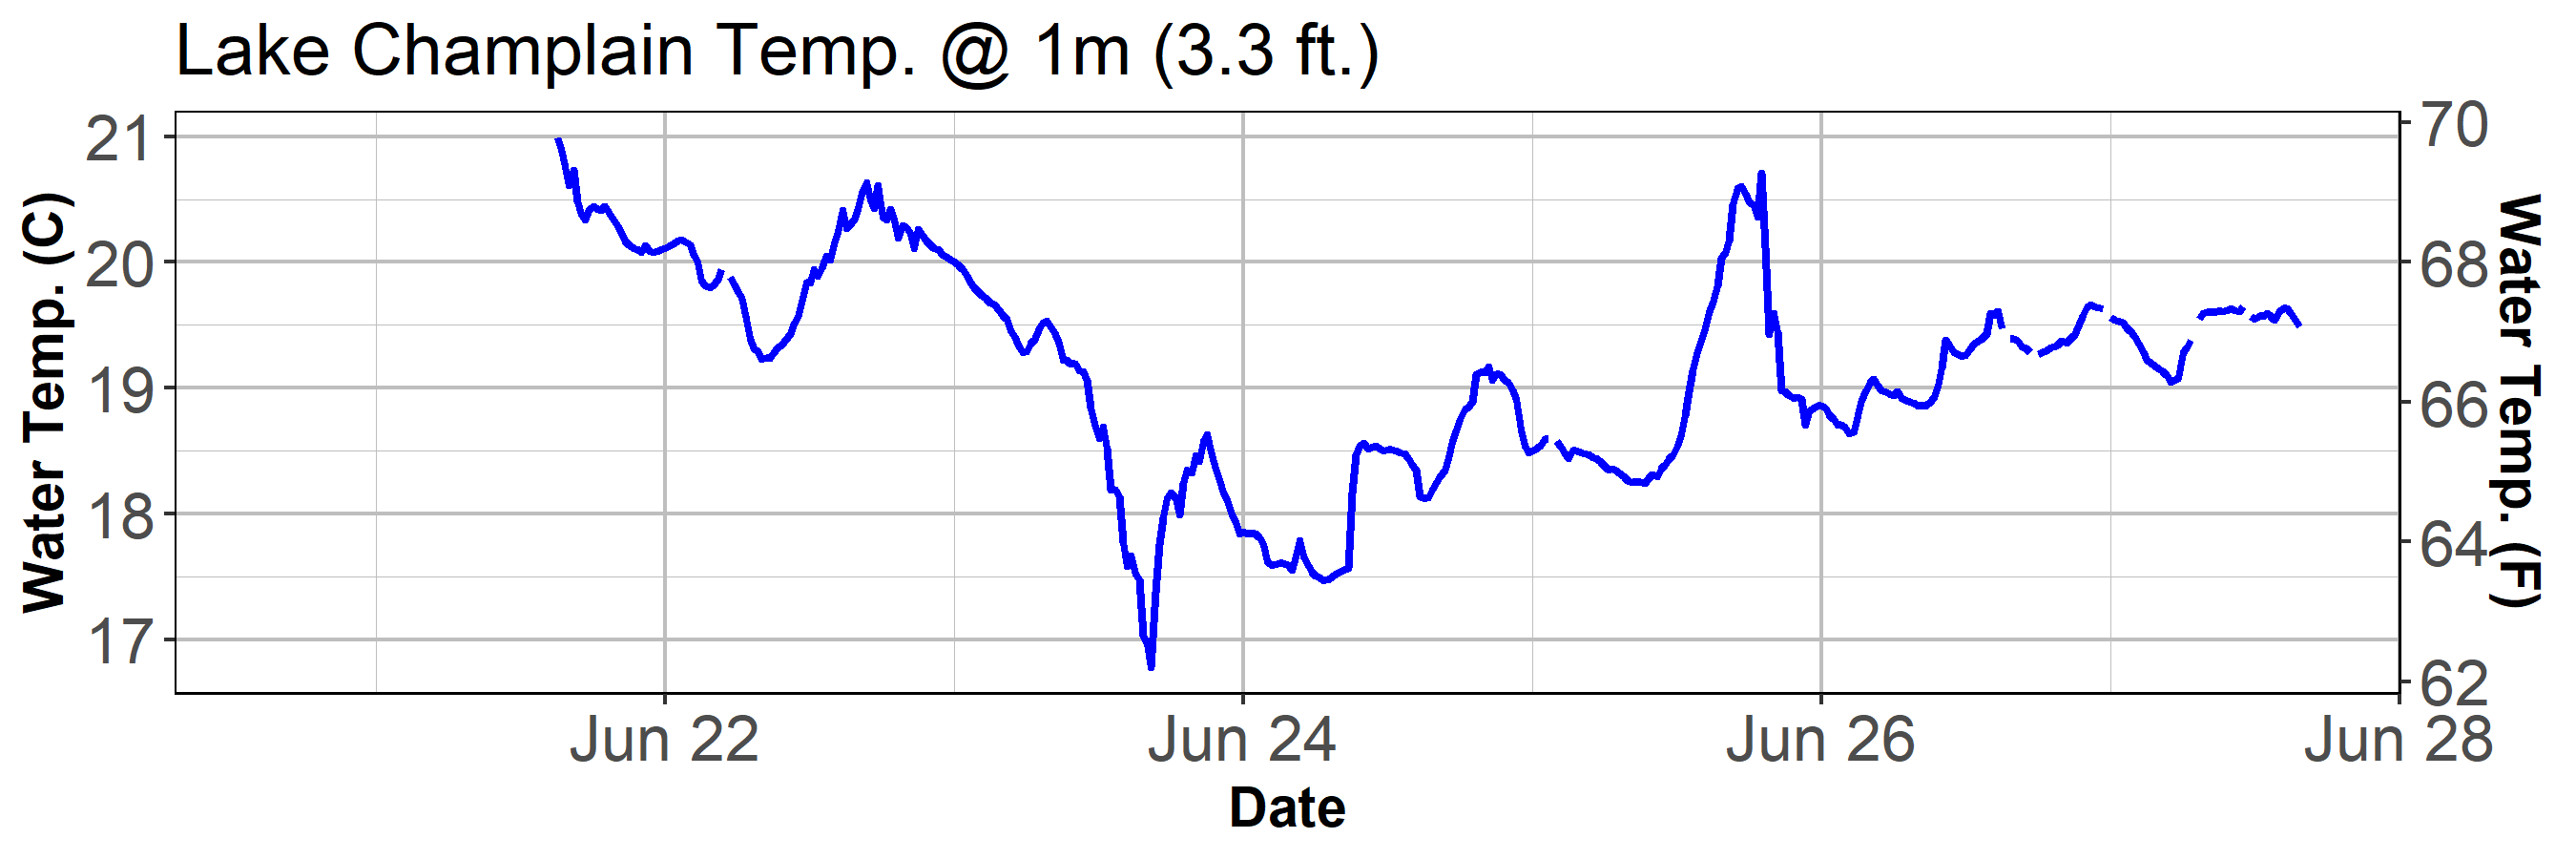 Lake Champlain Temp. @ 1m (3.3 ft.)
Water Temp. (C)
21
20
19
18
17
70
68
66
64
62
Water Temp. (F)
Jun 22
Jun 24
Jun 26
Jun 28
Date